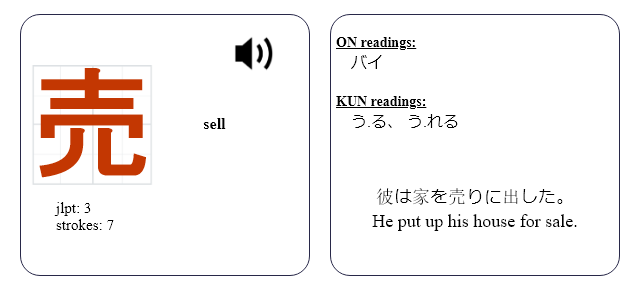 売
sell
jlpt: 3
strokes: 7
ON readings:
バイ
KUN readings:
う.る、 う.れる
彼は家を売りに出した。
He put up his house for sale.